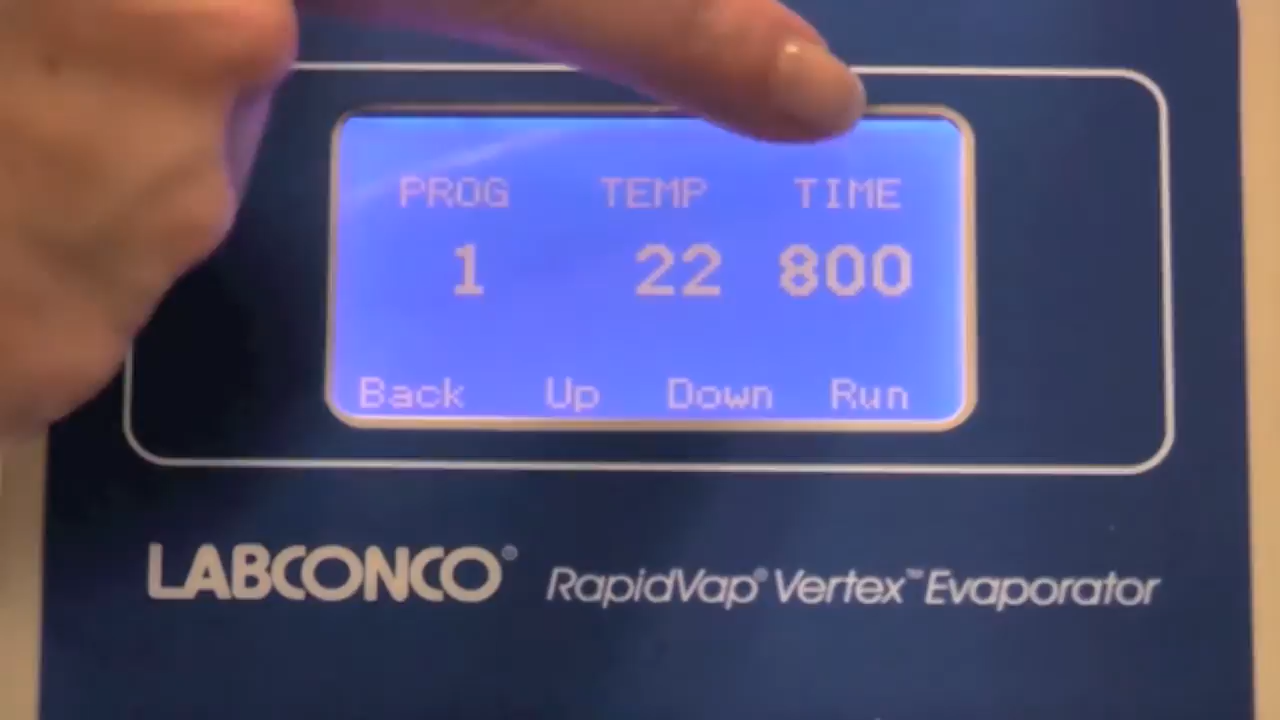 PROG TEMP TIME
1 22 800
Back Up Down Run
LABCONCO® RapidVap® Vertex™ Evaporator